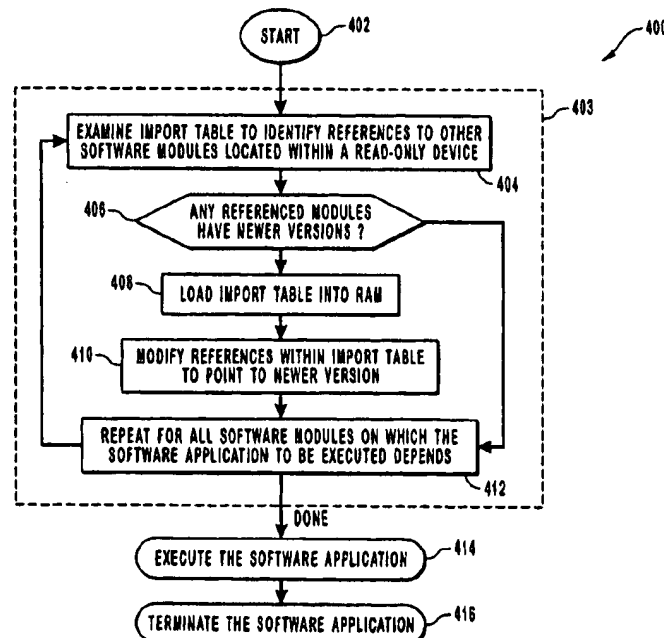 400
START
402
403
EXAMINE IMPORT TABLE TO IDENTIFY REFERENCES TO OTHER
SOFTWARE MODULES LOCATED WITHIN A READ-ONLY DEVICE
404
406
ANY REFERENCED MODULES
HAVE NEWER VERSIONS ?
408
LOAD IMPORT TABLE INTO RAM
410
MODIFY REFERENCES WITHIN IMPORT TABLE
TO POINT TO NEWER VERSION
REPEAT FOR ALL SOFTWARE MODULES ON WHICH THE
SOFTWARE APPLICATION TO BE EXECUTED DEPENDS
412
DONE
EXECUTE THE SOFTWARE APPLICATION
414
TERMINATE THE SOFTWARE APPLICATION
416